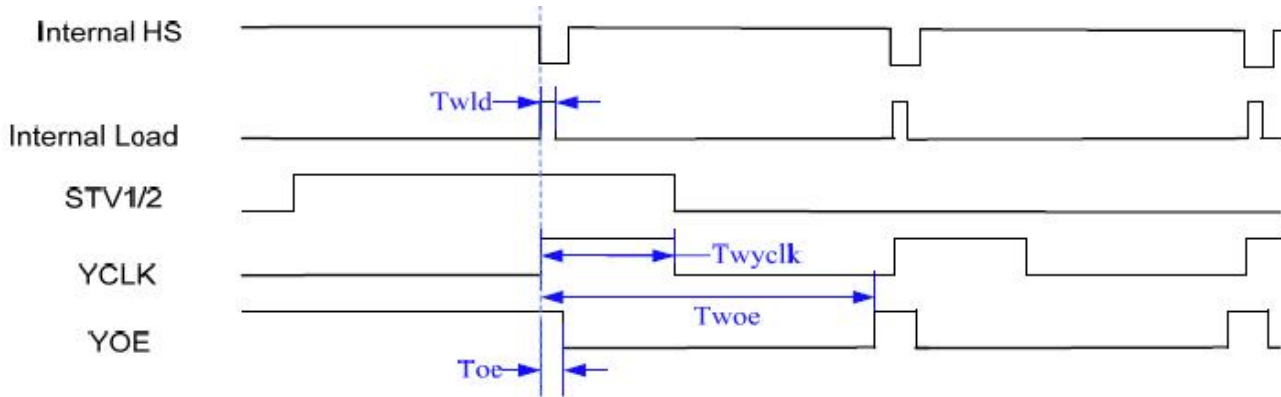 Internal HS
Twld
Internal Load
STV1/2
Twyclk
YCLK
Twoe
YOE
Toe